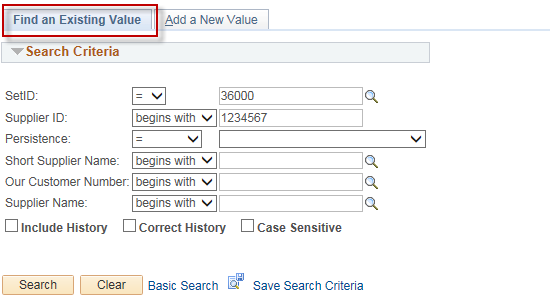 Find an Existing Value Add a New Value
Search Criteria
SetID: = 36000
Supplier ID: begins with 1234567
Persistence: =
Short Supplier Name: begins with
Our Customer Number: begins with
Supplier Name: begins with
Include History Correct History Case Sensitive
Search Clear Basic Search Save Search Criteria